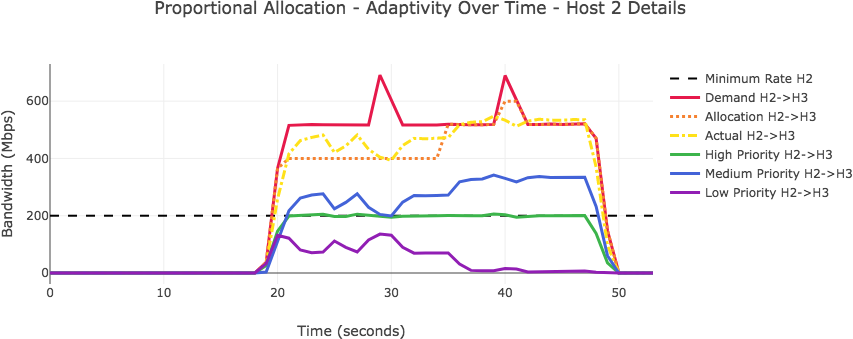 Proportional Allocation - Adaptivity Over Time - Host 2 Details
Bandwidth (Mbps)
600
400
200
0
0
10
20
30
40
50
Time (seconds)
Minimum Rate H2
Demand H2->H3
Allocation H2->H3
Actual H2->H3
High Priority H2->H3
Medium Priority H2->H3
Low Priority H2->H3